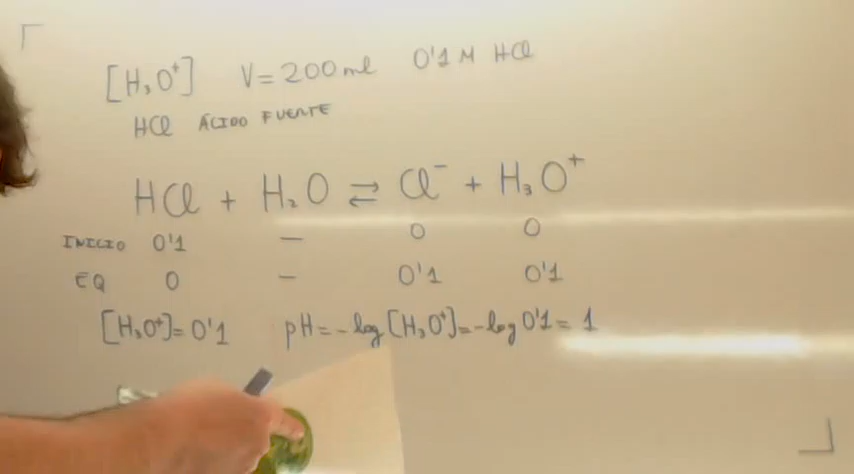 [H₃O⁺] V = 200 ml 0'1 M HCl
HCl ÁCIDO FUENTE
HCl + H₂O ⇄ Cl⁻ + H₃O⁺
INICIO 0'1 — 0 0
EQ 0 — 0'1 0'1
[H₃O⁺] = 0'1 pH = -log [H₃O⁺] = -log 0'1 = 1